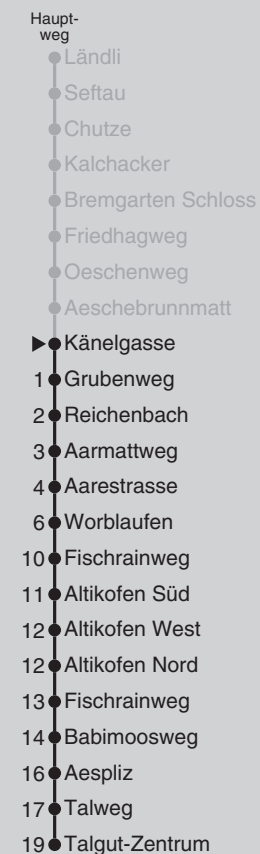 Haupt-
weg
Ländli
Seftau
Chutze
Kalchacker
Bremgarten Schloss
Friedhagweg
Oeschenweg
Aeschebrunnmatt
Känelgasse
1 Grubenweg
2 Reichenbach
3 Aarmattweg
4 Aarestrasse
6 Worblaufen
10 Fischrainweg
11 Altikofen Süd
12 Altikofen West
12 Altikofen Nord
13 Fischrainweg
14 Babimoosweg
16 Aespliz
17 Talweg
19 Talgut-Zentrum